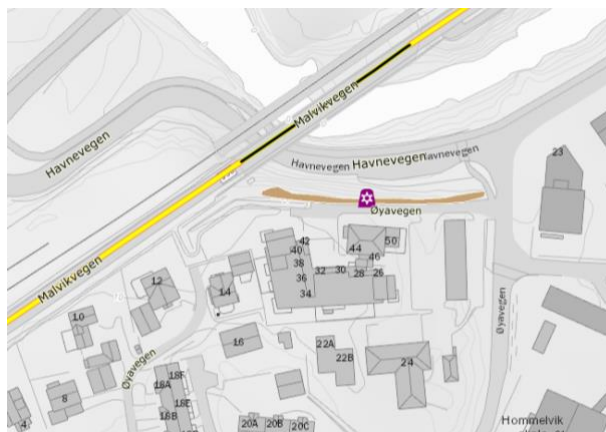 Malvikvegen
Havnevegen
Havnevegen
Havnevegen
Havnevegen
23
Øyavegen
42
40
44
50
38
46
36
32
30
28
26
34
Malvikvegen
12
14
10
Øyavegen
16
22A
22B
24
Øyavegen
18F
18A
8
18E
18B
4
20A
20B
20C
Hommelvik